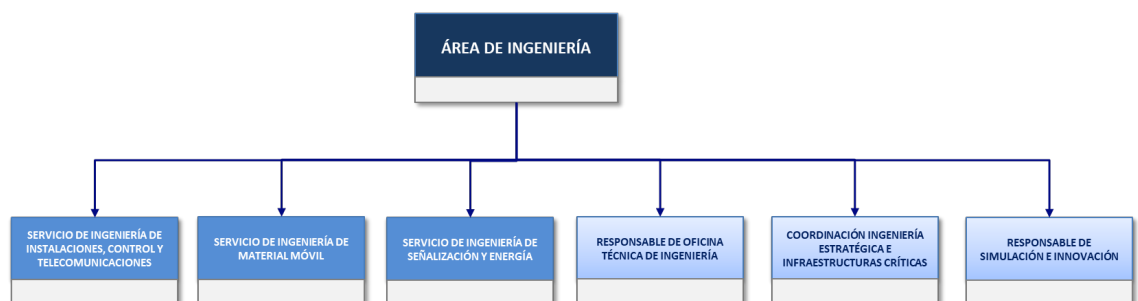 ÁREA DE INGENIERÍA
SERVICIO DE INGENIERÍA DE
INSTALACIONES, CONTROL Y
TELECOMUNICACIONES
SERVICIO DE INGENIERÍA DE
MATERIAL MÓVIL
SERVICIO DE INGENIERÍA DE
SEÑALIZACIÓN Y ENERGÍA
RESPONSABLE DE OFICINA
TÉCNICA DE INGENIERÍA
COORDINACIÓN INGENIERÍA
ESTRATÉGICA E
INFRAESTRUCTURAS CRÍTICAS
RESPONSABLE DE
SIMULACIÓN E INNOVACIÓN